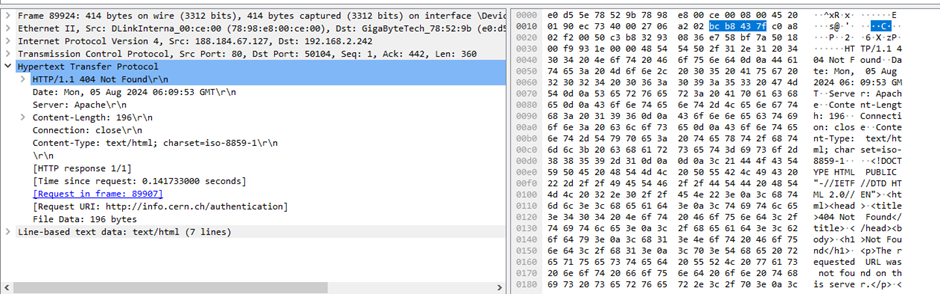 Frame 89924: 414 bytes on wire (3312 bits), 414 bytes captured (3312 bits) on interface \Devic
Ethernet II, Src: DLinkInterna_00:ce:00 (78:98:e8:00:ce:00), Dst: GigaByteTech_78:52:9b (e0:d5
Internet Protocol Version 4, Src: 188.184.67.127, Dst: 192.168.2.242
Transmission Control Protocol, Src Port: 80, Dst Port: 50104, Seq: 1, Ack: 442, Len: 360
Hypertext Transfer Protocol
HTTP/1.1 404 Not Found\r\n
Date: Mon, 05 Aug 2024 06:09:53 GMT\r\n
Server: Apache\r\n
Content-Length: 196\r\n
Connection: close\r\n
Content-Type: text/html; charset=iso-8859-1\r\n
\r\n
[HTTP response 1/1]
[Time since request: 0.141733000 seconds]
[Request in frame: 89907]
[Request URI: http://info.cern.ch/authentication]
File Data: 196 bytes
Line-based text data: text/html (7 lines)
0000 e0 d5 5e 78 52 9b 78 98 e8 00 ce 00 08 00 45 20 ··^xR·x·······E
0010 01 90 ec 73 40 00 27 06 a2 02 bc b8 43 7f c0 a8 ···s@·'·····C···
0020 02 f2 00 50 c3 b8 32 93 08 36 e7 58 bf 7a 50 18 ···P··2··6·X·zP·
0030 00 f9 93 1e 00 00 48 54 54 50 2f 31 2e 31 20 34 ······HTTP/1.1 4
0040 30 34 20 4e 6f 74 20 46 6f 75 6e 64 0d 0a 44 61 04 Not Found··Da
0050 74 65 3a 20 4d 6f 6e 2c 20 30 35 20 41 75 67 20 te: Mon, 05 Aug
0060 32 30 32 34 20 30 36 3a 30 39 3a 35 33 20 47 4d 2024 06:09:53 GM
0070 54 0d 0a 53 65 72 76 65 72 3a 20 41 70 61 63 68 T··Server: Apach
0080 65 0d 0a 43 6f 6e 74 65 6e 74 2d 4c 65 6e 67 74 e··Content-Lengt
0090 68 3a 20 31 39 36 0d 0a 43 6f 6e 6e 65 63 74 69 h: 196··Connecti
00a0 6f 6e 3a 20 63 6c 6f 73 65 0d 0a 43 6f 6e 74 65 on: close··Conte
00b0 6e 74 2d 54 79 70 65 3a 20 74 65 78 74 2f 68 74 nt-Type: text/ht
00c0 6d 6c 3b 20 63 68 61 72 73 65 74 3d 69 73 6f 2d ml; charset=iso-
00d0 38 38 35 39 2d 31 0d 0a 0d 0a 3c 21 44 4f 43 54 8859-1····<!DOCT
00e0 59 50 45 20 48 54 4d 4c 20 50 55 42 4c 49 43 20 YPE HTML PUBLIC
00f0 22 2d 2f 2f 49 45 54 46 2f 2f 44 54 44 20 48 54 "-//IETF//DTD HT
0100 4d 4c 20 32 2e 30 2f 2f 45 4e 22 3e 0a 3c 68 74 ML 2.0//EN">·<ht
0110 6d 6c 3e 3c 68 65 61 64 3e 0a 3c 74 69 74 6c 65 ml><head>·<title
0120 3e 34 30 34 20 4e 6f 74 20 46 6f 75 6e 64 3c 2f >404 Not Found</
0130 74 69 74 6c 65 3e 0a 3c 2f 68 65 61 64 3e 3c 62 title>·</head><b
0140 6f 64 79 3e 0a 3c 68 31 3e 4e 6f 74 20 46 6f 75 ody>·<h1>Not Fou
0150 6e 64 3c 2f 68 31 3e 0a 3c 70 3e 54 68 65 20 72 nd</h1>·<p>The r
0160 65 71 75 65 73 74 65 64 20 55 52 4c 20 77 61 73 equested URL was
0170 20 6e 6f 74 20 66 6f 75 6e 64 20 6f 6e 20 74 68 not found on th
0180 69 73 20 73 65 72 76 65 72 2e 3c 2f 70 3e 0a 3c is server.</p>·<